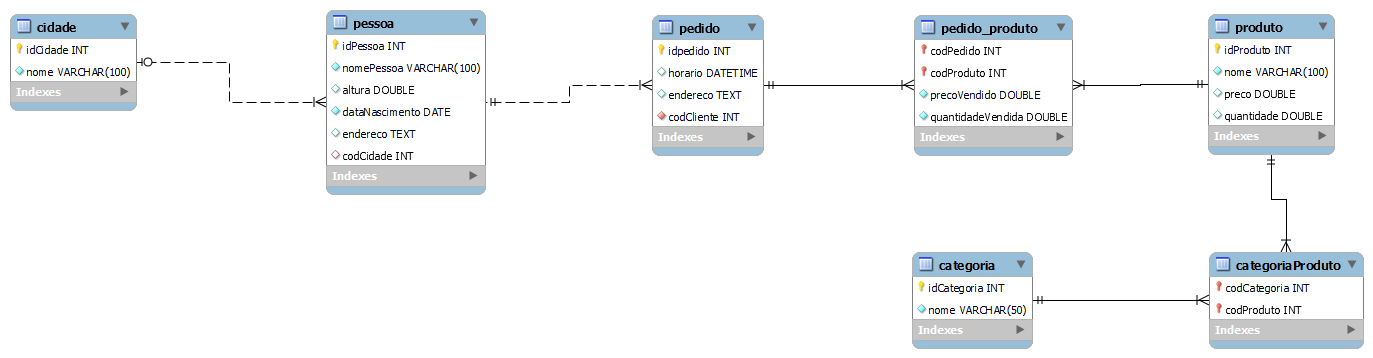 cidade
idCidade INT
nome VARCHAR(100)
Indexes
pessoa
idPessoa INT
nomePessoa VARCHAR(100)
altura DOUBLE
dataNascimento DATE
endereco TEXT
codCidade INT
Indexes
pedido
idpedido INT
horario DATETIME
endereco TEXT
codCliente INT
Indexes
pedido_produto
codPedido INT
codProduto INT
precoVendido DOUBLE
quantidadeVendida DOUBLE
Indexes
produto
idProduto INT
nome VARCHAR(100)
preco DOUBLE
quantidade DOUBLE
Indexes
categoria
idCategoria INT
nome VARCHAR(50)
Indexes
categoriaProduto
codCategoria INT
codProduto INT
Indexes